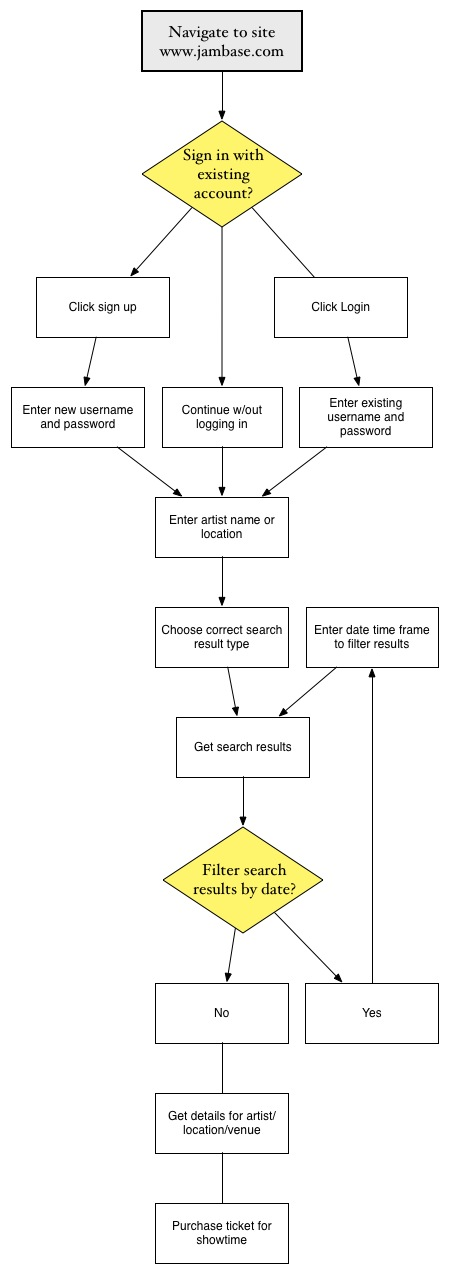 Navigate to site
www.jambase.com
Sign in with
existing
account?
Click sign up
Click Login
Enter new username
and password
Continue w/out
logging in
Enter existing
username and
password
Enter artist name or
location
Choose correct search
result type
Enter date time frame
to filter results
Get search results
Filter search
results by date?
No
Yes
Get details for artist/
location/venue
Purchase ticket for
showtime